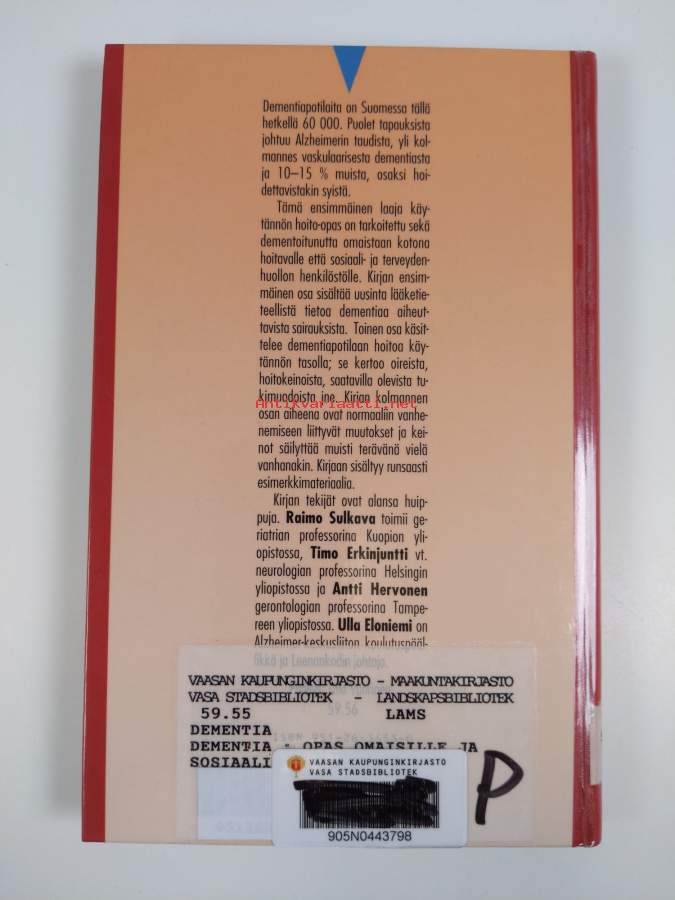 Dementiapotilaita on Suomessa tällä
hetkellä 60 000. Puolet tapauksista
johtuu Alzheimerin taudista, yli kol-
mannes vaskulaarisesta dementiasta
ja 10–15 % muista, osaksi hoi-
dettavistakin syistä.
Tämä ensimmäinen laaja käy-
tännön hoito-opas on tarkoitettu sekä
dementoitunutta omaistaan kotona
hoitavalle että sosiaali- ja terveyden-
huollon henkilöstölle. Kirjan ensim-
mäinen osa sisältää uusinta lääketie-
teellistä tietoa dementiaa aiheut-
tavista sairauksista. Toinen osa käsit-
telee dementiapotilaan hoitoa käy-
tännön tasolla; se kertoo oireista,
hoitokeinoista, saatavilla olevista tu-
kimuodoista jne. Kirjan kolmannen
Antikvariaatti.net
osan aiheena ovat normaaliin vanhe-
nemiseen liittyvät muutokset ja kei-
not säilyttää muisti terävänä vielä
vanhanakin. Kirjaan sisältyy runsaasti
esimerkkimateriaalia.
Kirjan tekijät ovat alansa huip-
puja. Raimo Sulkava toimii ge-
riatrian professorina Kuopion yli-
opistossa, Timo Erkinjuntti vt.
neurologian professorina Helsingin
yliopistossa ja Antti Hervonen
gerontologian professorina Tampe-
reen yliopistossa. Ulla Eloniemi on
Alzheimer-keskusliiton koulutuspääl-
likkö ja Leenankodin johtaja.
VAASAN KAUPUNGINKIRJASTO - MAAKUNTAKIRJASTO
VASA STADSBIBLIOTEK - LANDSKAPSBIBLIOTEK
59.56
59.55 LAMS
DEMENTIA
DEMENTIA - OPAS OMAISILLE JA
SOSIAALI
VAASAN KAUPUNGINKIRJASTO
VASA STADSBIBLIOTEK
P
905N0443798